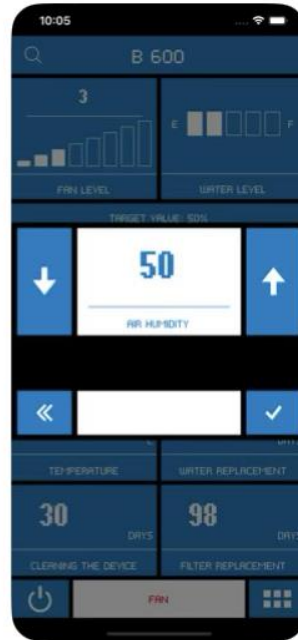 10:05
B 600
3
E F
FAN LEVEL
WATER LEVEL
TARGET VALUE: 50%
50
AIR HUMIDITY
TEMPERATURE
WATER REPLACEMENT
30
DAYS
98
DAYS
CLEANING THE DEVICE
FILTER REPLACEMENT
FAN